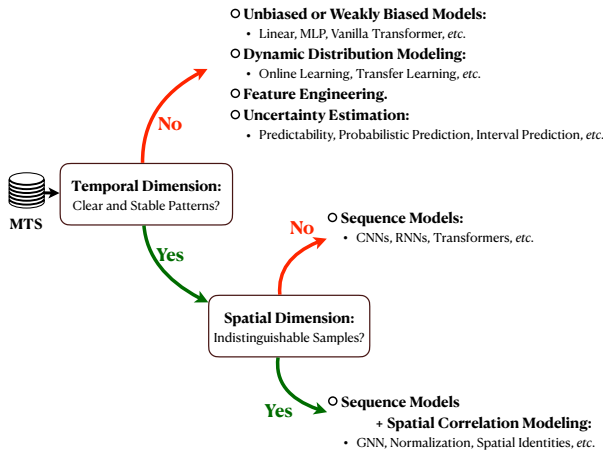 Unbiased or Weakly Biased Models:
• Linear, MLP, Vanilla Transformer, etc.
Dynamic Distribution Modeling:
• Online Learning, Transfer Learning, etc.
Feature Engineering.
Uncertainty Estimation:
• Predictability, Probabilistic Prediction, Interval Prediction, etc.
No
MTS
Temporal Dimension:
Clear and Stable Patterns?
Yes
No
Sequence Models:
• CNNs, RNNs, Transformers, etc.
Spatial Dimension:
Indistinguishable Samples?
Yes
Sequence Models
+ Spatial Correlation Modeling:
• GNN, Normalization, Spatial Identities, etc.